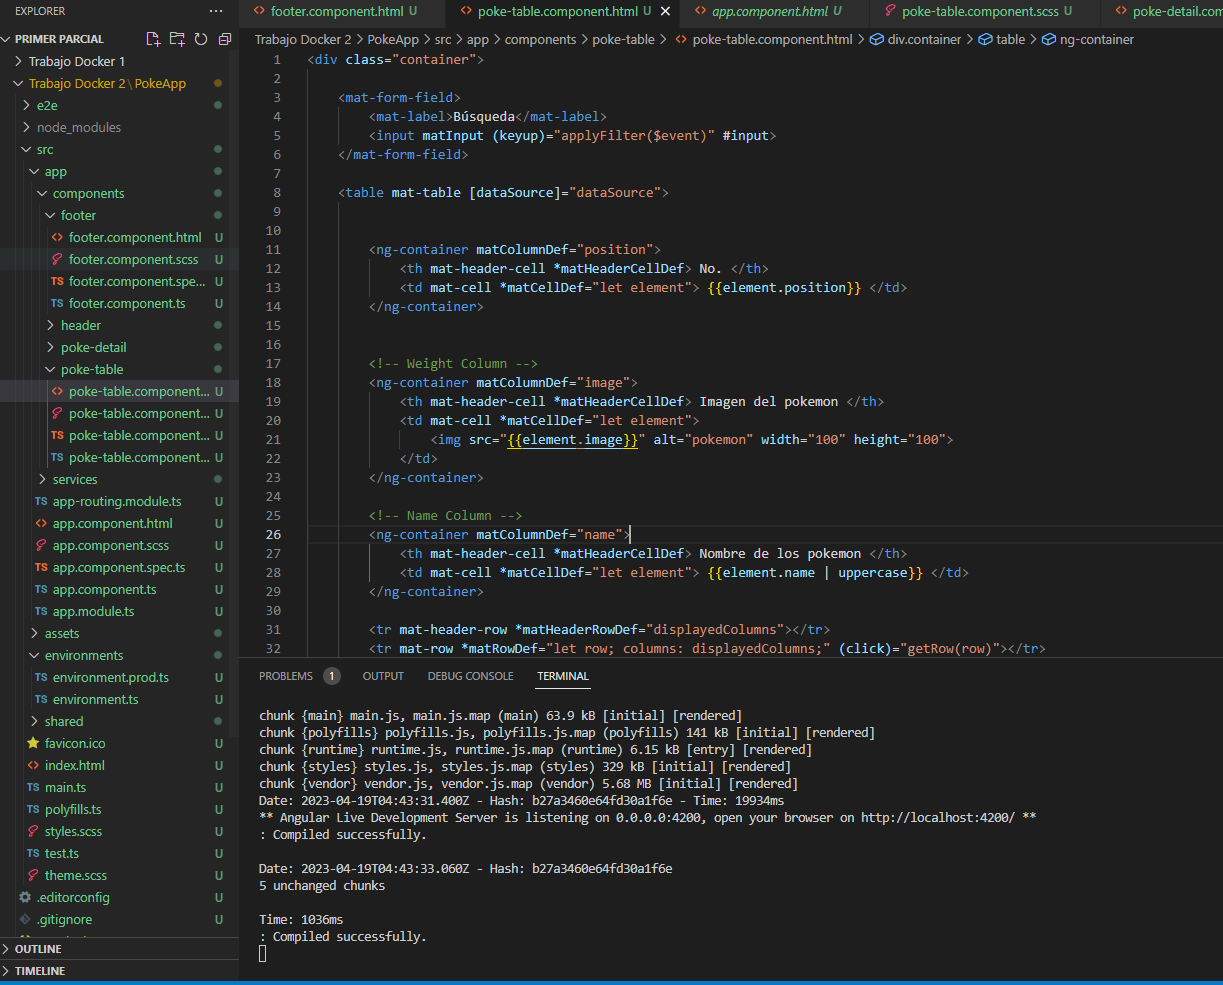 EXPLORER
PRIMER PARCIAL
Trabajo Docker 1
Trabajo Docker 2 \ PokeApp
e2e
node_modules
src
app
components
footer
footer.component.html U
footer.component.scss U
TS footer.component.spe... U
TS footer.component.ts U
header
poke-detail
poke-table
poke-table.component... U
poke-table.component... U
TS poke-table.component... U
TS poke-table.component... U
services
TS app-routing.module.ts U
app.component.html U
app.component.scss U
TS app.component.spec.ts U
TS app.component.ts U
TS app.module.ts U
assets
environments
TS environment.prod.ts U
TS environment.ts U
shared
favicon.ico U
index.html U
TS main.ts U
TS polyfills.ts U
styles.scss U
TS test.ts U
theme.scss U
.editorconfig U
.gitignore U
OUTLINE
TIMELINE
footer.component.html U
poke-table.component.html U
app.component.html U
poke-table.component.scss U
poke-detail.com
Trabajo Docker 2 > PokeApp > src > app > components > poke-table > poke-table.component.html > div.container > table > ng-container
1 <div class="container">
2
3 <mat-form-field>
4 <mat-label>Búsqueda</mat-label>
5 <input matInput (keyup)="applyFilter($event)" #input>
6 </mat-form-field>
7
8 <table mat-table [dataSource]="dataSource">
9
10
11 <ng-container matColumnDef="position">
12 <th mat-header-cell *matHeaderCellDef> No. </th>
13 <td mat-cell *matCellDef="let element"> {{element.position}} </td>
14 </ng-container>
15
16
17 <!-- Weight Column -->
18 <ng-container matColumnDef="image">
19 <th mat-header-cell *matHeaderCellDef> Imagen del pokemon </th>
20 <td mat-cell *matCellDef="let element">
21 <img src="{{element.image}}" alt="pokemon" width="100" height="100">
22 </td>
23 </ng-container>
24
25 <!-- Name Column -->
26 <ng-container matColumnDef="name">
27 <th mat-header-cell *matHeaderCellDef> Nombre de los pokemon </th>
28 <td mat-cell *matCellDef="let element"> {{element.name | uppercase}} </td>
29 </ng-container>
30
31 <tr mat-header-row *matHeaderRowDef="displayedColumns"></tr>
32 <tr mat-row *matRowDef="let row; columns: displayedColumns;" (click)="getRow(row)"></tr>
PROBLEMS 1 OUTPUT DEBUG CONSOLE TERMINAL
chunk {main} main.js, main.js.map (main) 63.9 kB [initial] [rendered]
chunk {polyfills} polyfills.js, polyfills.js.map (polyfills) 141 kB [initial] [rendered]
chunk {runtime} runtime.js, runtime.js.map (runtime) 6.15 kB [entry] [rendered]
chunk {styles} styles.js, styles.js.map (styles) 329 kB [initial] [rendered]
chunk {vendor} vendor.js, vendor.js.map (vendor) 5.68 MB [initial] [rendered]
Date: 2023-04-19T04:43:31.400Z - Hash: b27a3460e64fd30a1f6e - Time: 19934ms
** Angular Live Development Server is listening on 0.0.0.0:4200, open your browser on http://localhost:4200/ **
: Compiled successfully.
Date: 2023-04-19T04:43:33.060Z - Hash: b27a3460e64fd30a1f6e
5 unchanged chunks
Time: 1036ms
: Compiled successfully.